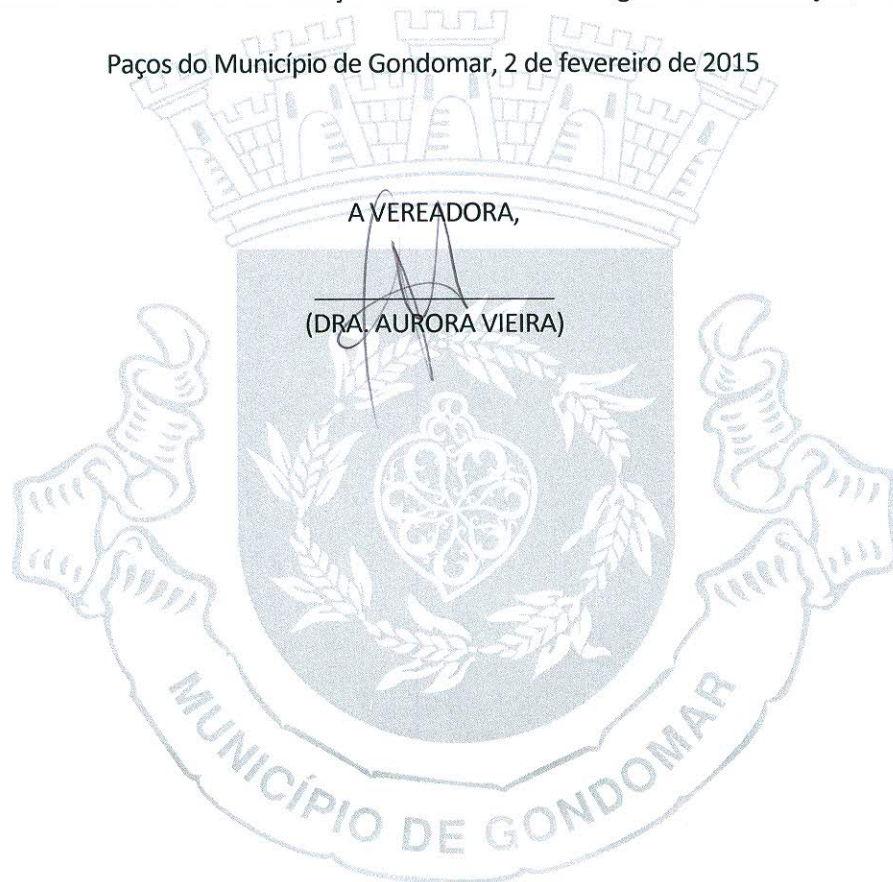 Paços do Município de Gondomar, 2 de fevereiro de 2015
A VEREADORA,
(DRA. AURORA VIEIRA)
MUNICÍPIO DE GONDOMAR